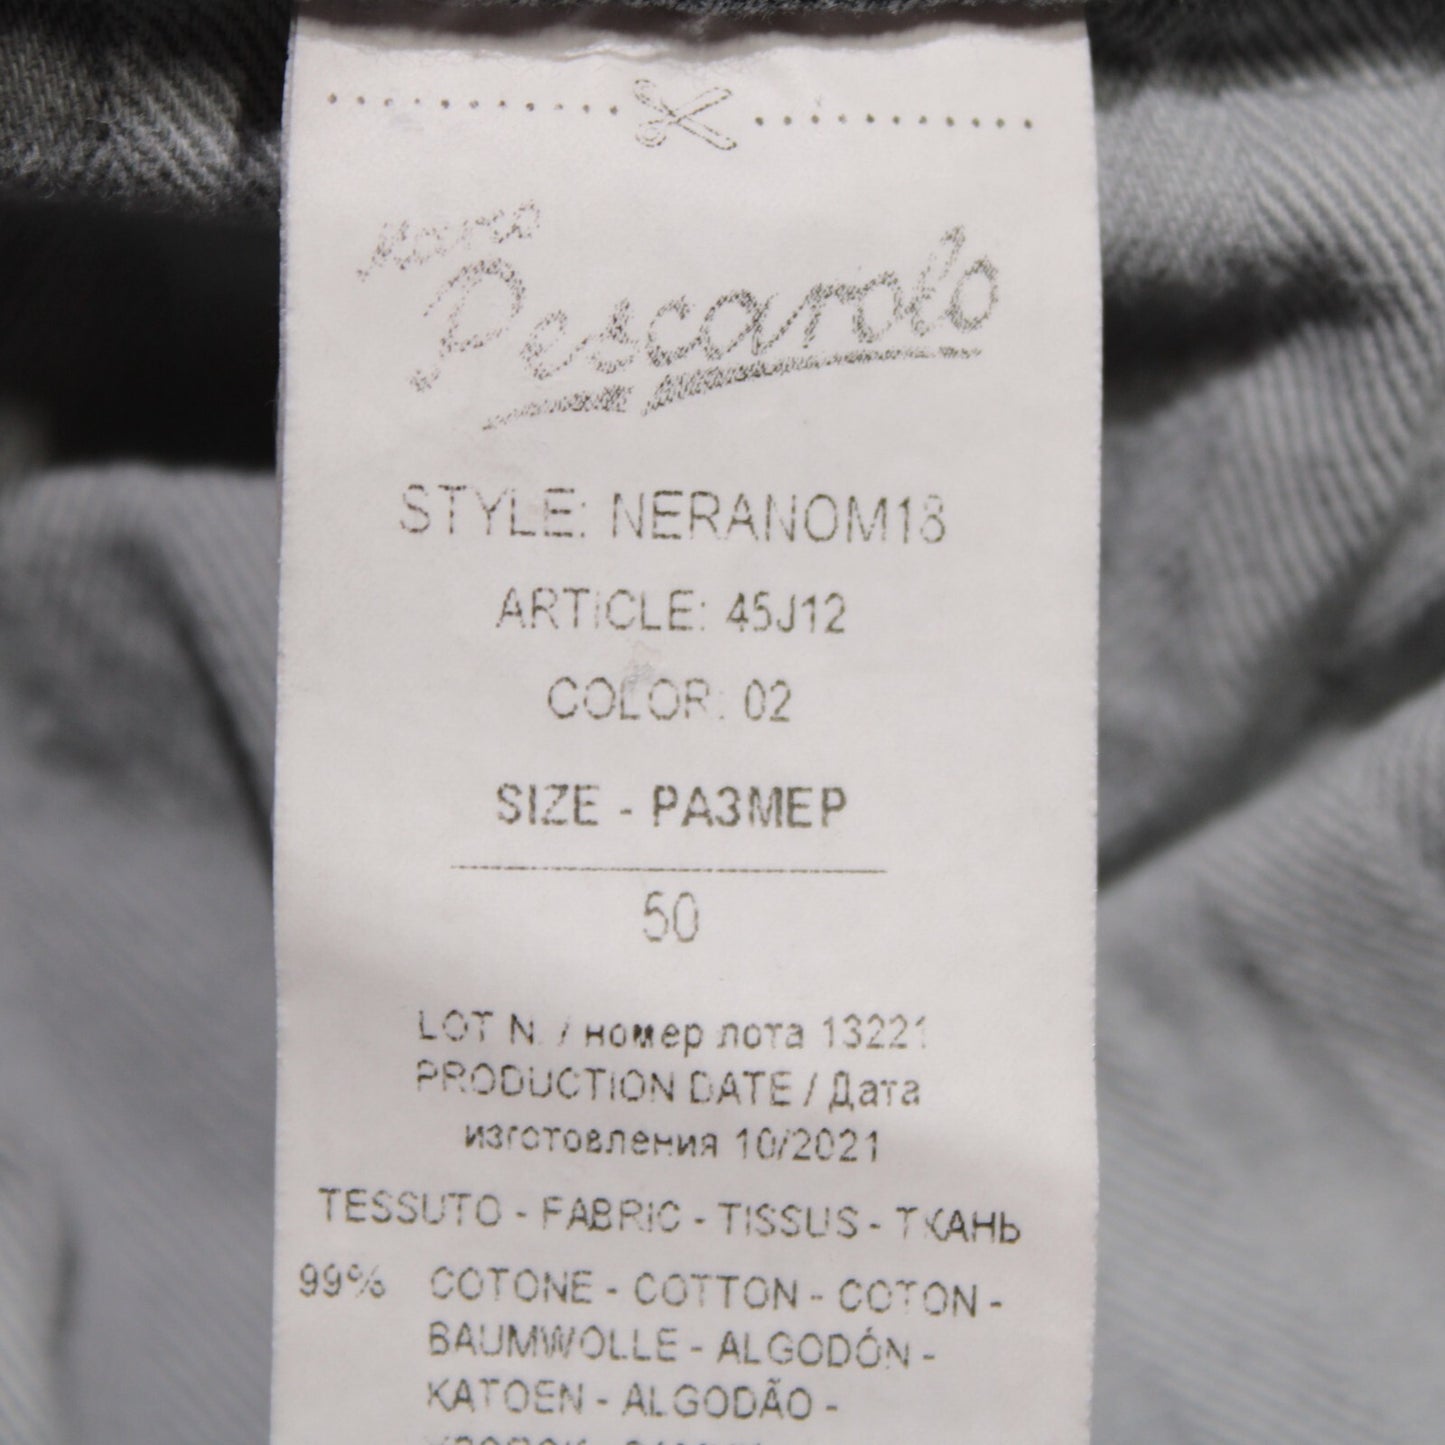 Marco
Pescarolo
STYLE: NERANOM18
ARTICLE: 45J12
COLOR: 02
SIZE - РАЗМЕР
50
LOT N. / номер лота 13221
PRODUCTION DATE / Дата
изготовления 10/2021
TESSUTO - FABRIC - TISSUS - ТКАНЬ
99% COTONE - COTTON - COTON -
BAUMWOLLE - ALGODÓN -
KATOEN - ALGODÃO -